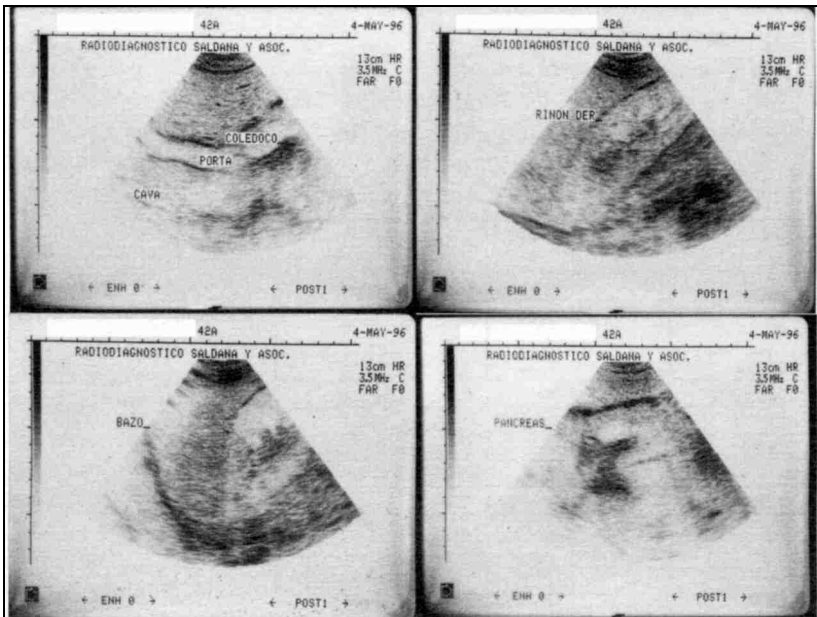 42A 4-MAY-96
RADIODIAGNOSTICO SALDANA Y ASOC.
13cm HR
3.5MHz C
FAR F0
COLEDOCO
PORTA
CAVA
← ENH 0 → ← POST1 →
42A 4-MAY-96
RADIODIAGNOSTICO SALDANA Y ASOC.
13cm HR
3.5MHz C
FAR F0
RINON DER_
← ENH 0 → ← POST1 →
42A 4-MAY-96
RADIODIAGNOSTICO SALDANA Y ASOC.
13cm HR
3.5MHz C
FAR F0
BAZO_
← ENH 0 → ← POST1 →
42A 4-MAY-96
RADIODIAGNOSTICO SALDANA Y ASOC.
13cm HR
3.5MHz C
FAR F0
PANCREAS_
← ENH 0 → ← POST1 →